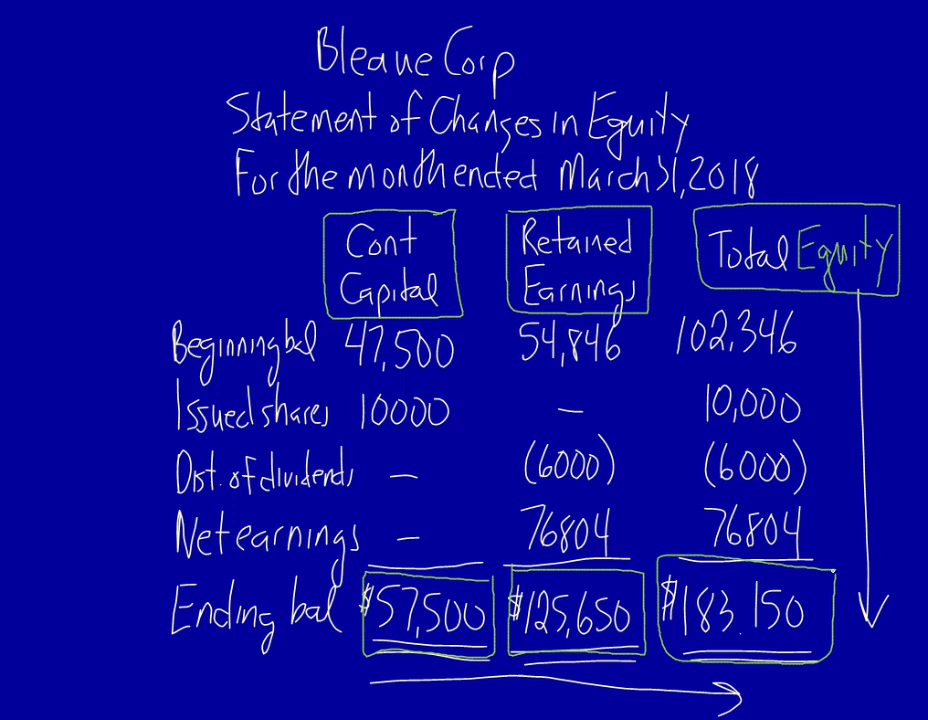 Bleaue Corp
Statement of Changes in Equity
For the month ended March 31, 2018
Cont Capital Retained Earnings Total Equity
Beginning bal 47,500 54,846 102,346
Issued shares 10000 — 10,000
Dist. of dividends — (6000) (6000)
Net earnings — 76804 76804
Ending bal $57,500 $125,650 $183.150